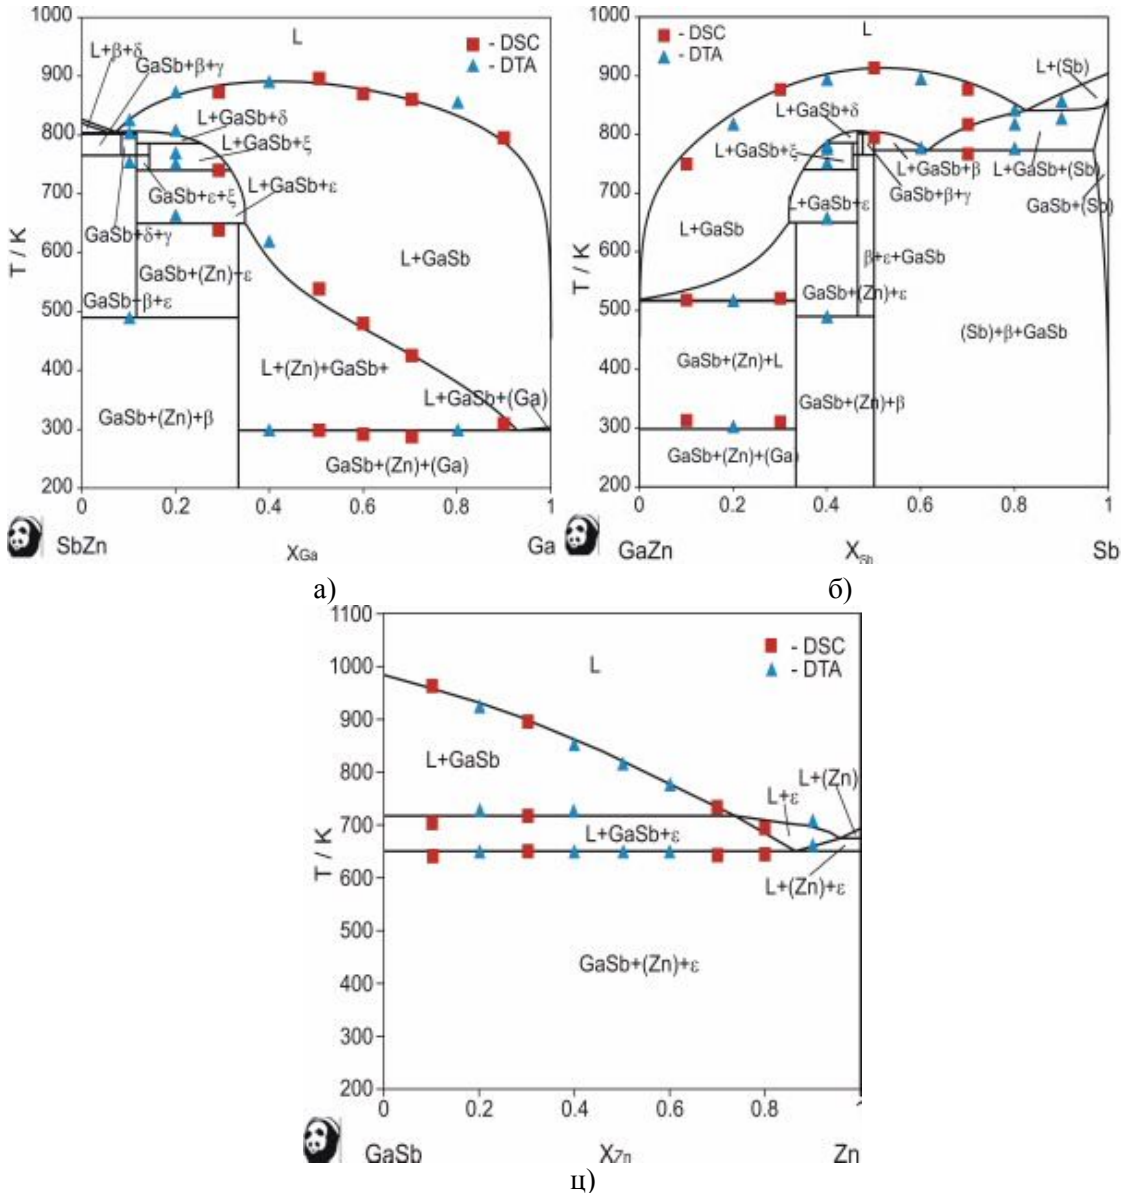 1000
900
800
700
600
500
400
300
200
T / K
L
- DSC
- DTA
L+β+δ
GaSb+β+γ
L+GaSb+δ
L+GaSb+ξ
GaSb+ε+ξ
L+GaSb+ε
GaSb+δ+γ
L+GaSb
GaSb+(Zn)+ε
GaSb+β+ε
L+(Zn)+GaSb+
L+GaSb+(Ga)
GaSb+(Zn)+β
GaSb+(Zn)+(Ga)
0 0.2 0.4 0.6 0.8 1
SbZn XGa Ga
а)
1000
900
800
700
600
500
400
300
200
T / K
L
- DSC
- DTA
L+(Sb)
L+GaSb+δ
L+GaSb+ξ
L+GaSb+β
L+GaSb+(Sb)
GaSb+β+γ
GaSb+(Sb)
L+GaSb+ε
L+GaSb
β+ε+GaSb
GaSb+(Zn)+ε
(Sb)+β+GaSb
GaSb+(Zn)+L
GaSb+(Zn)+β
GaSb+(Zn)+(Ga)
0 0.2 0.4 0.6 0.8 1
GaZn XSb Sb
б)
1100
1000
900
800
700
600
500
400
300
200
T / K
L
- DSC
- DTA
L+GaSb
L+(Zn)
L+ε
L+GaSb+ε
L+(Zn)+ε
GaSb+(Zn)+ε
0 0.2 0.4 0.6 0.8
GaSb XZn Zn
ц)